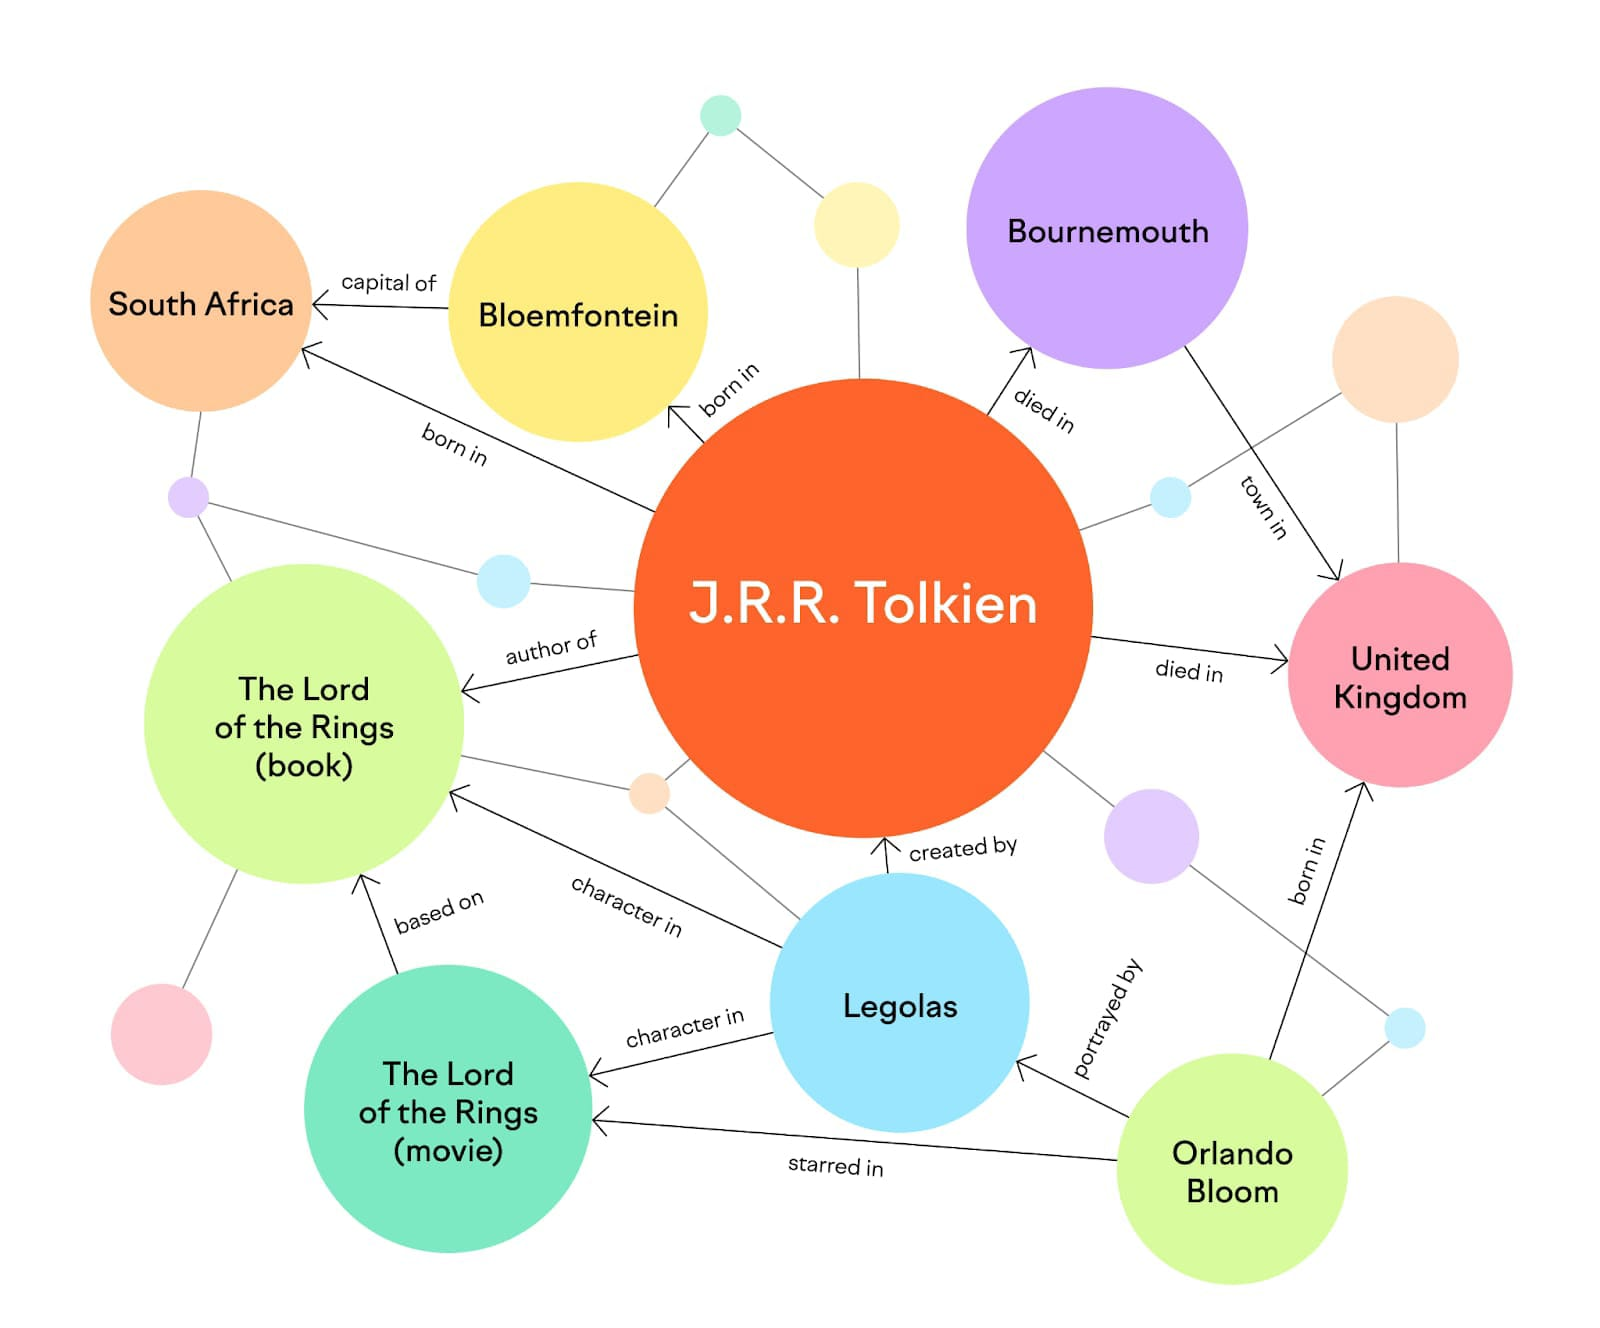 Bournemouth
South Africa
capital of
Bloemfontein
born in
died in
born in
town in
J.R.R. Tolkien
author of
died in
United
Kingdom
The Lord
of the Rings
(book)
created by
born in
character in
based on
portrayed by
Legolas
character in
The Lord
of the Rings
(movie)
starred in
Orlando
Bloom